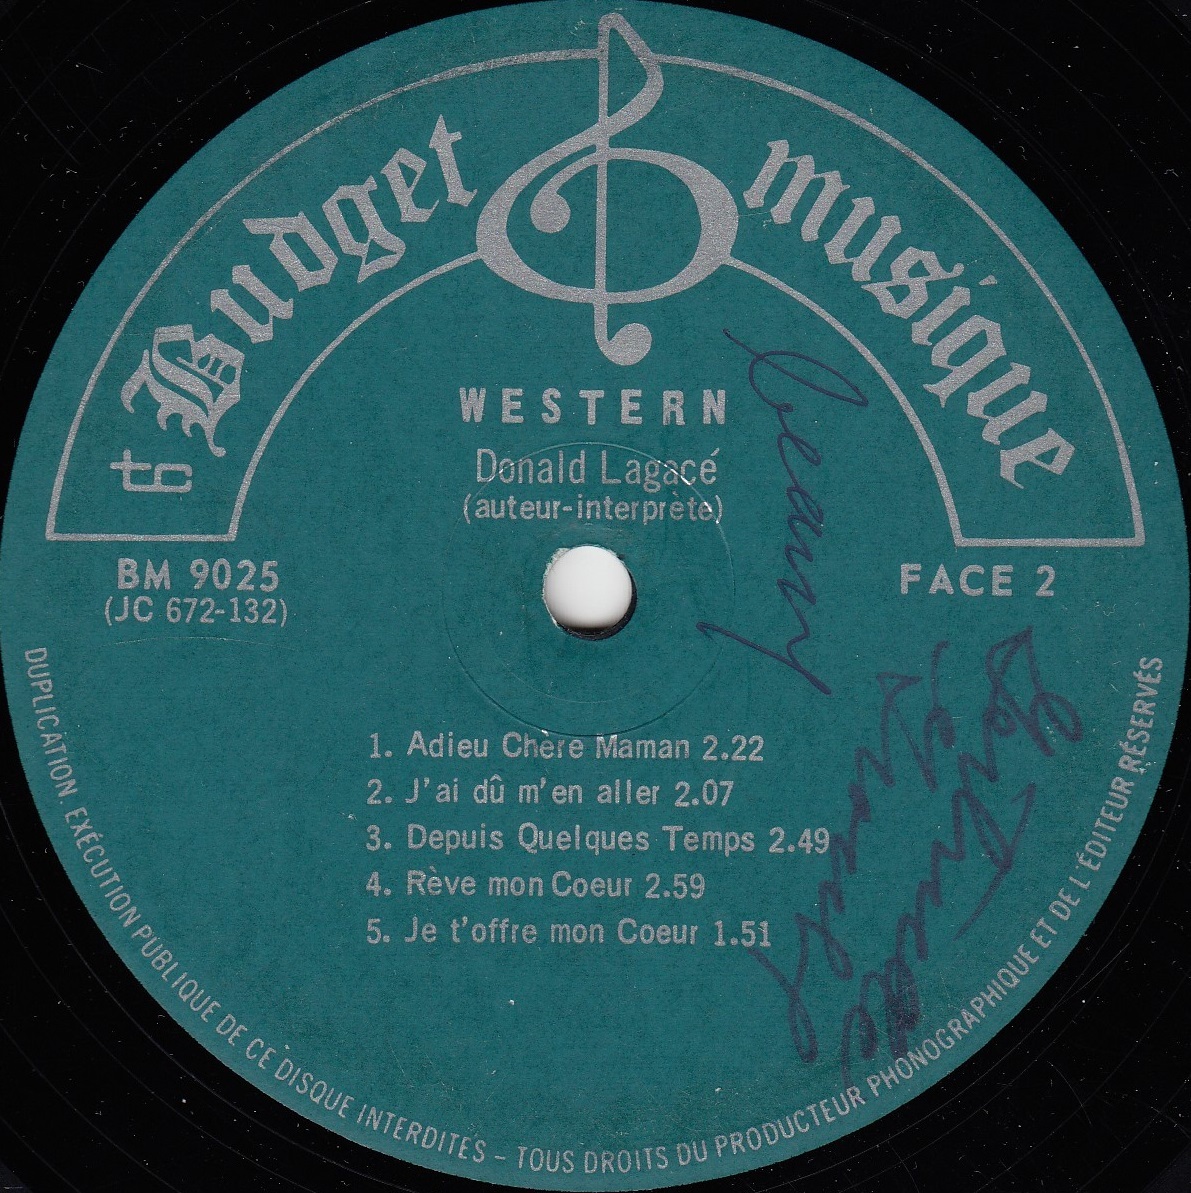 Budget musique
WESTERN
Donald Lagacé
(auteur-interprète)
BM 9025
(JC 672-132)
FACE 2
1. Adieu Chère Maman 2.22
2. J'ai dû m'en aller 2.07
3. Depuis Quelques Temps 2.49
4. Rève mon Coeur 2.59
5. Je t'offre mon Coeur 1.51
DUPLICATION. EXÉCUTION PUBLIQUE DE CE DISQUE INTERDITES – TOUS DROITS DU PRODUCTEUR PHONOGRAPHIQUE ET DE L'ÉDITEUR RÉSERVÉS